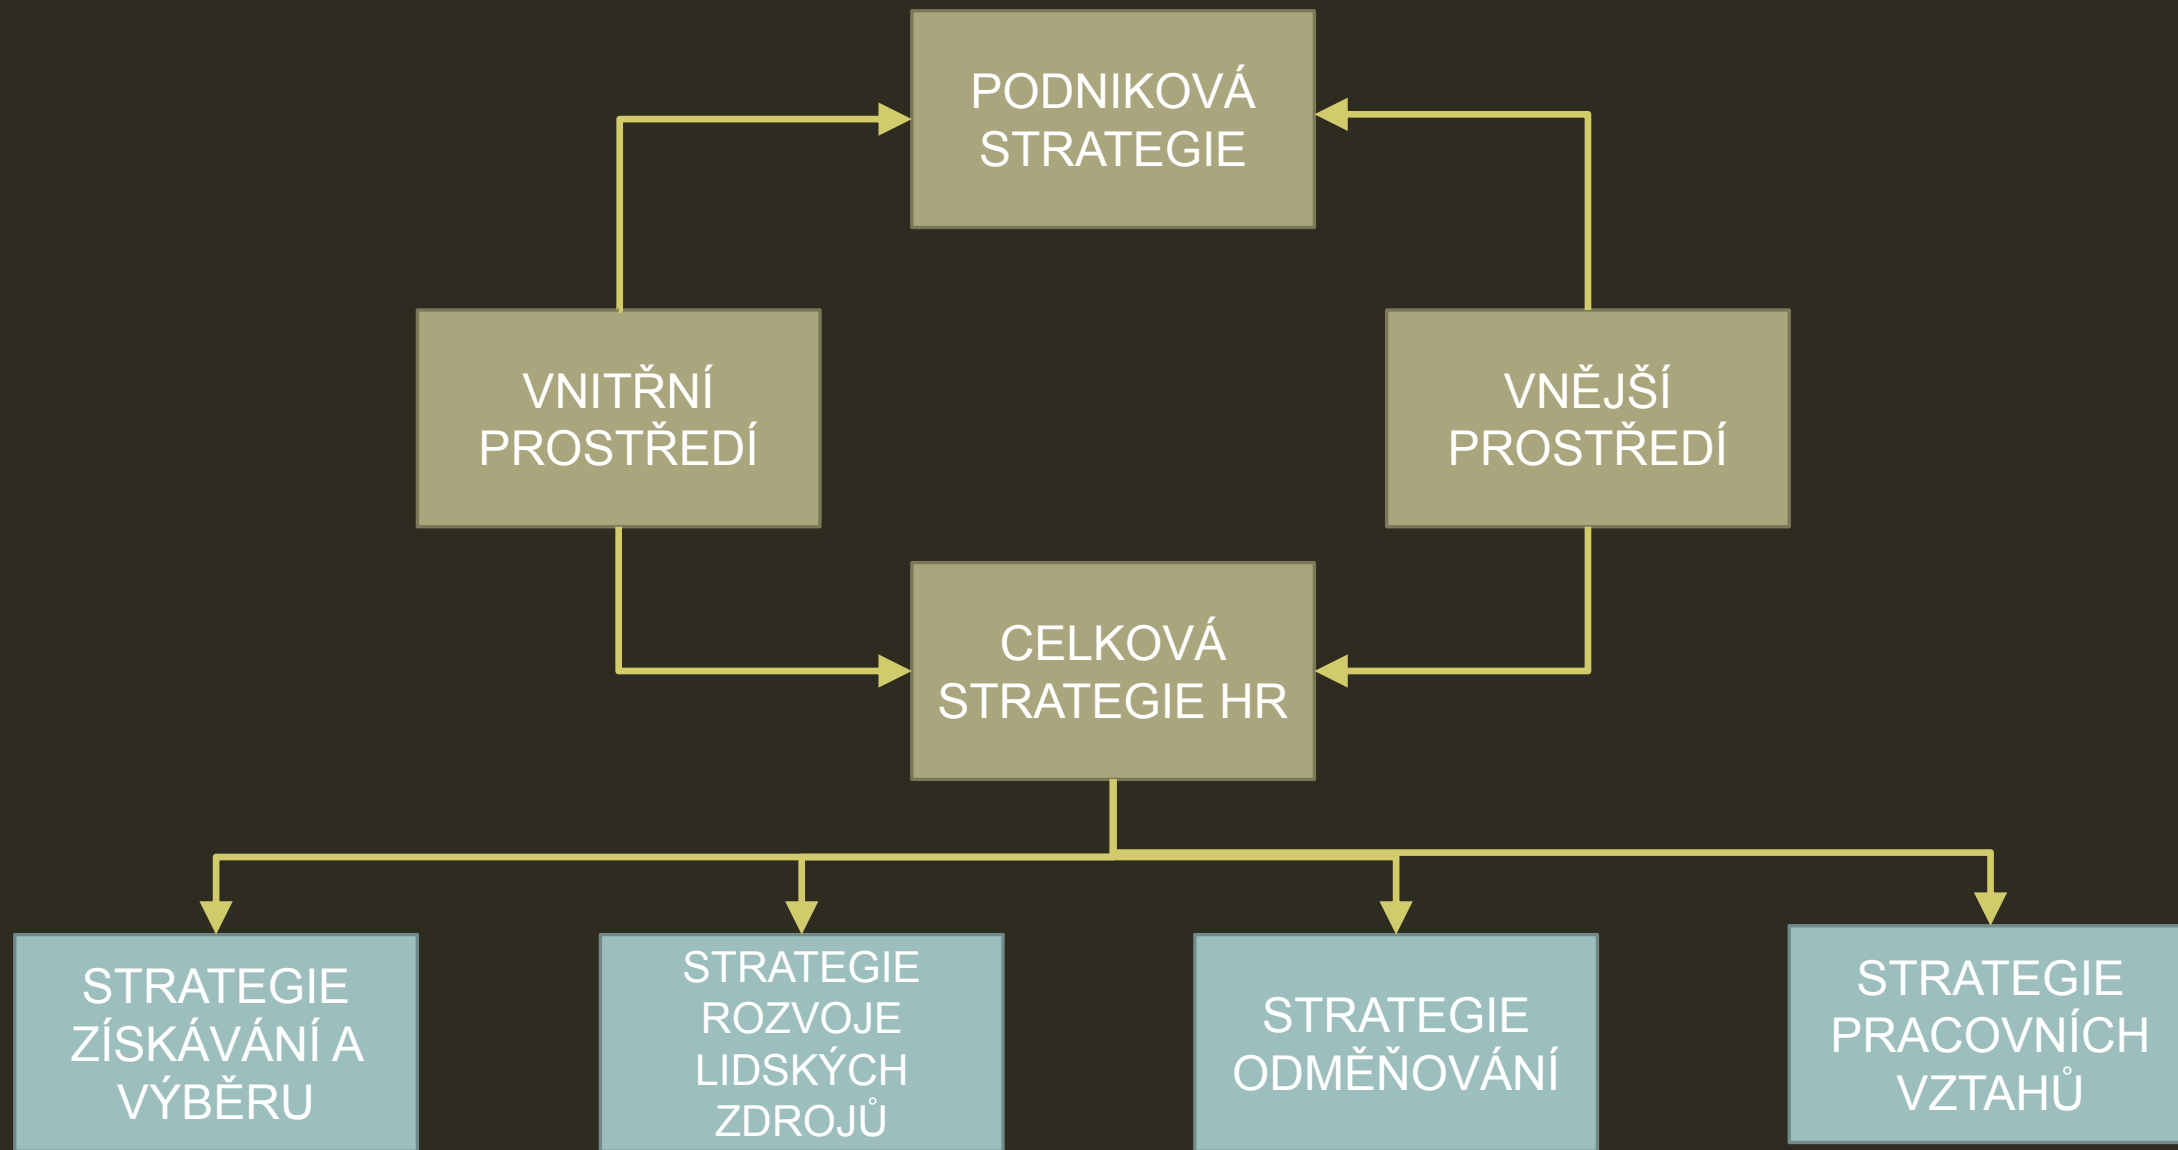 PODNIKOVÁ
STRATEGIE
VNITŘNÍ
PROSTŘEDÍ
VNĚJŠÍ
PROSTŘEDÍ
CELKOVÁ
STRATEGIE HR
STRATEGIE
ZÍSKÁVÁNÍ A
VÝBĚRU
STRATEGIE
ROZVOJE
LIDSKÝCH
ZDROJŮ
STRATEGIE
ODMĚŇOVÁNÍ
STRATEGIE
PRACOVNÍCH
VZTAHŮ